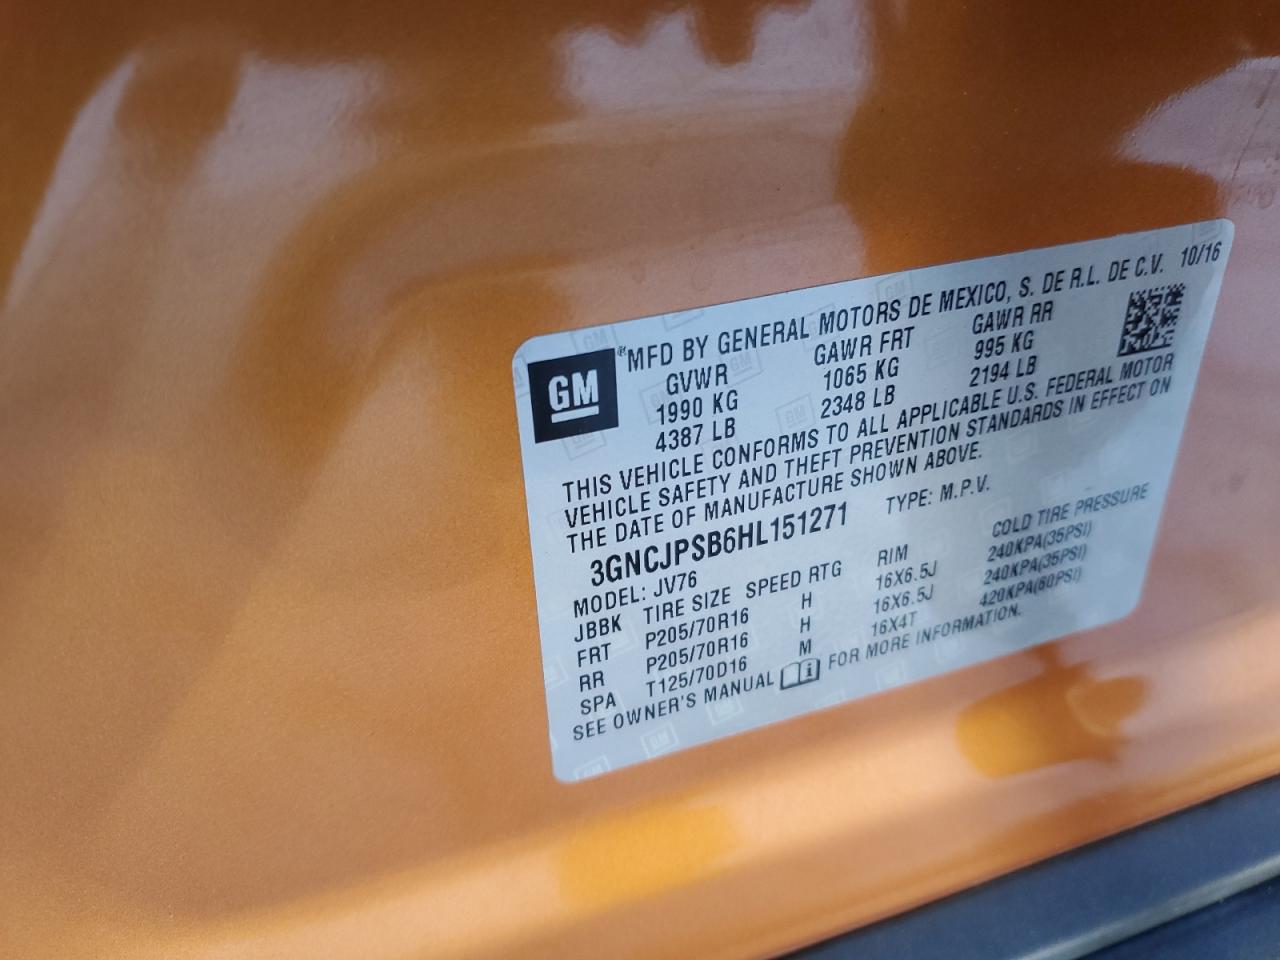 MFD BY GENERAL MOTORS DE MEXICO, S. DE R.L. DE C.V. 10/16
GM ®
GVWR GAWR FRT GAWR RR
1990 KG 1065 KG 995 KG
4387 LB 2348 LB 2194 LB
THIS VEHICLE CONFORMS TO ALL APPLICABLE U.S. FEDERAL MOTOR
VEHICLE SAFETY AND THEFT PREVENTION STANDARDS IN EFFECT ON
THE DATE OF MANUFACTURE SHOWN ABOVE.
3GNCJPSB6HL151271 TYPE: M.P.V.
MODEL: JV76
JBBK TIRE SIZE SPEED RTG RIM COLD TIRE PRESSURE
FRT P205/70R16 H 16X6.5J 240KPA(35PSI)
RR P205/70R16 H 16X6.5J 240KPA(35PSI)
SPA T125/70D16 M 16X4T 420KPA(60PSI)
SEE OWNER'S MANUAL FOR MORE INFORMATION.